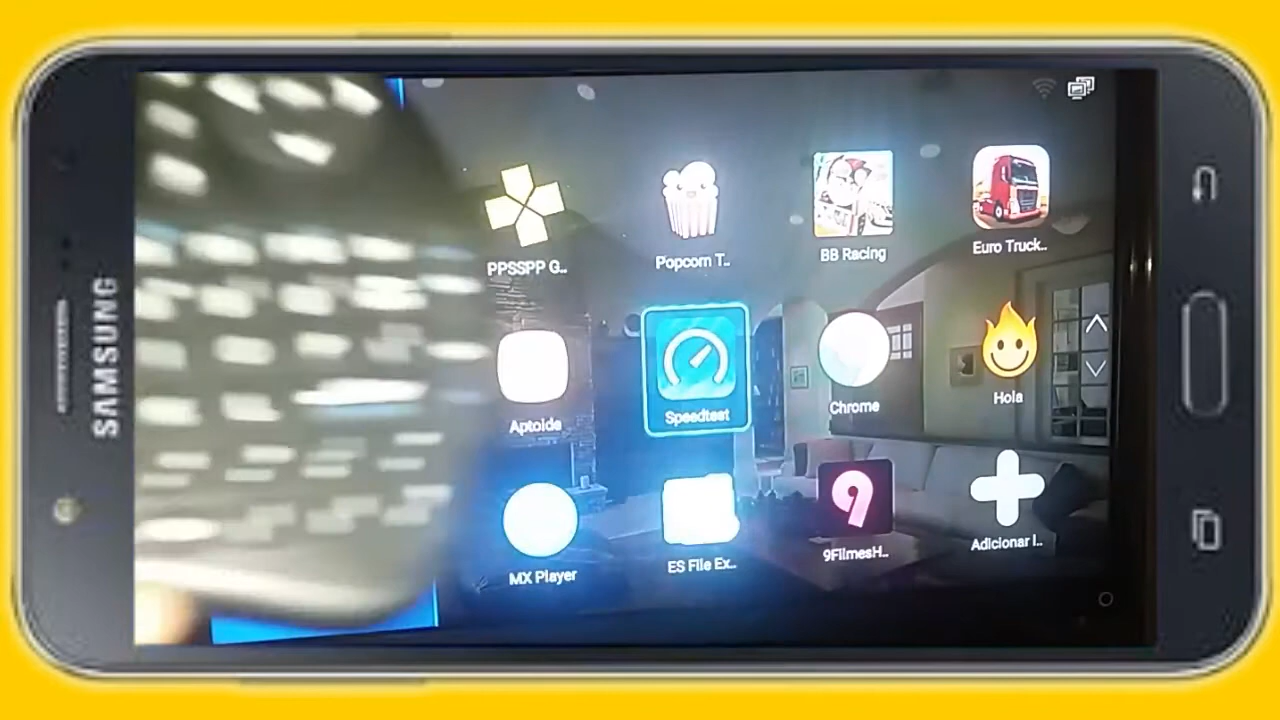 SAMSUNG
PPSSPP G..
Popcorn T..
BB Racing
Euro Truck..
Aptoide
Speedtest
Chrome
Hola
MX Player
ES File Ex..
9FilmesH..
Adicionar I..